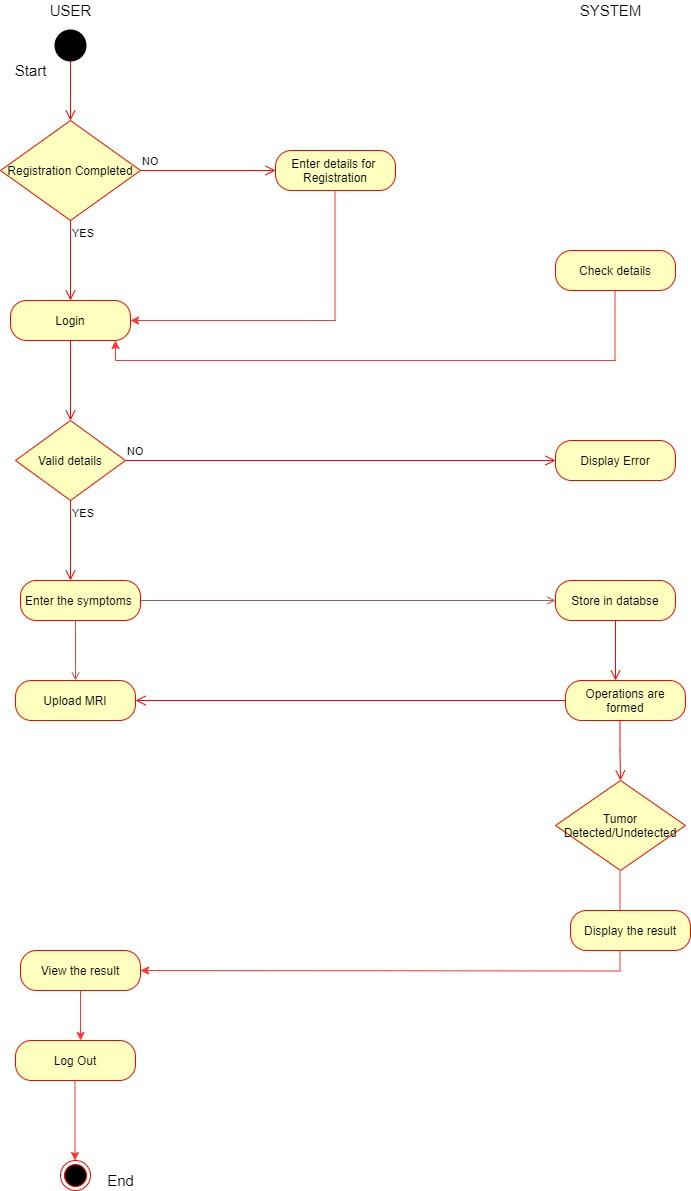 USER
SYSTEM
Start
Registration Completed
NO
Enter details for
Registration
YES
Check details
Login
Valid details
NO
Display Error
YES
Enter the symptoms
Store in databse
Upload MRI
Operations are
formed
Tumor
Detected/Undetected
Display the result
View the result
Log Out
End